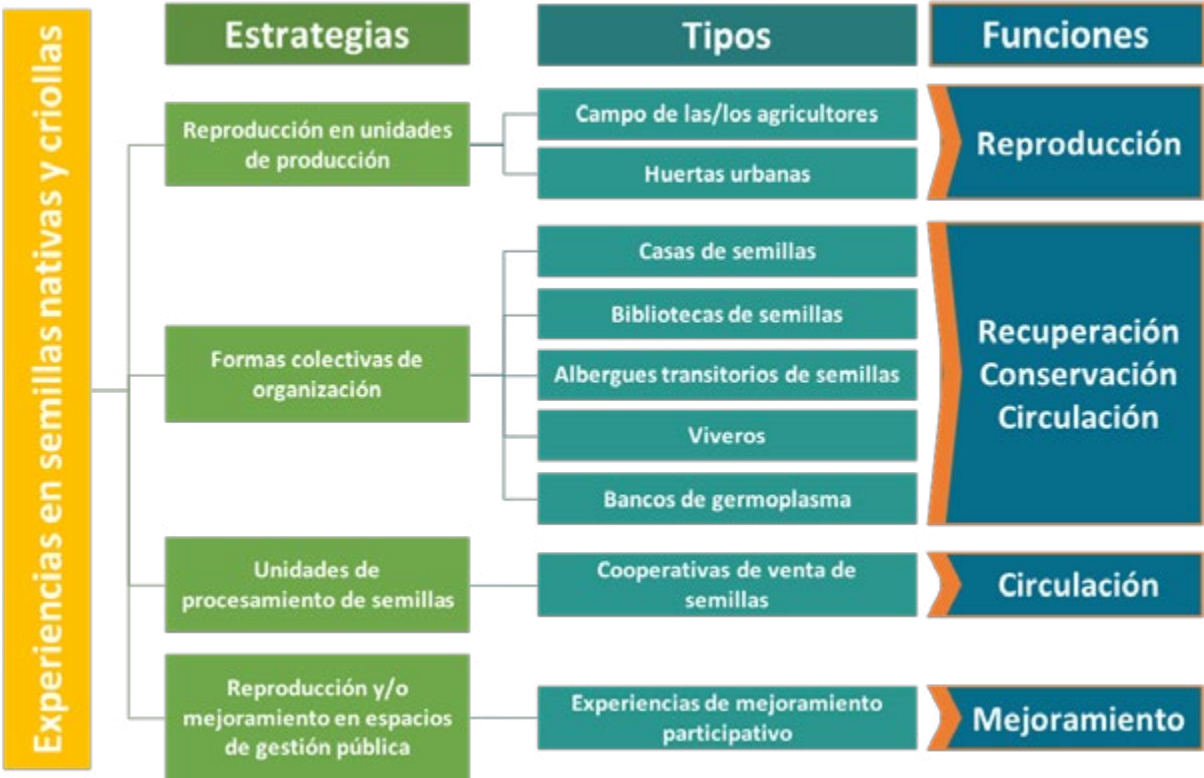 Experiencias en semillas nativas y criollas
Estrategias
Tipos
Funciones
Reproducción en unidades
de producción
Campo de las/los agricultores
Huertas urbanas
Reproducción
Formas colectivas de
organización
Casas de semillas
Bibliotecas de semillas
Albergues transitorios de semillas
Viveros
Bancos de germoplasma
Recuperación
Conservación
Circulación
Unidades de
procesamiento de semillas
Cooperativas de venta de
semillas
Circulación
Reproducción y/o
mejoramiento en espacios
de gestión pública
Experiencias de mejoramiento
participativo
Mejoramiento